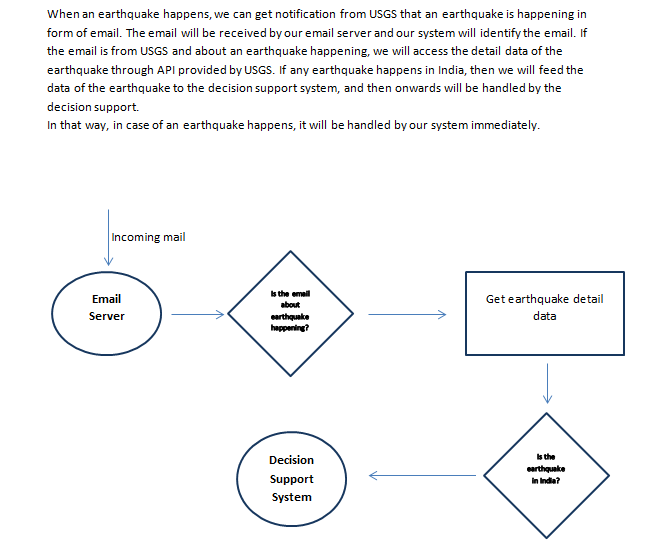 When an earthquake happens, we can get notification from USGS that an earthquake is happening in
form of email. The email will be received by our email server and our system will identify the email. If
the email is from USGS and about an earthquake happening, we will access the detail data of the
earthquake through API provided by USGS. If any earthquake happens in India, then we will feed the
data of the earthquake to the decision support system, and then onwards will be handled by the
decision support.
In that way, in case of an earthquake happens, it will be handled by our system immediately.
Incoming mail
Email
Server
Is the email
about
earthquake
happening?
Get earthquake detail
data
Is the
earthquake
in India?
Decision
Support
System